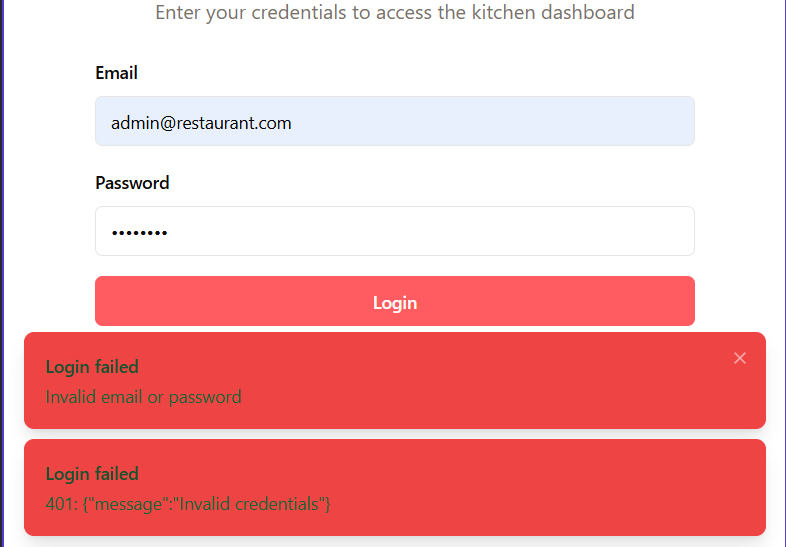 Enter your credentials to access the kitchen dashboard
Email
admin@restaurant.com
Password
••••••••
Login
Login failed
Invalid email or password
Login failed
401: {"message":"Invalid credentials"}